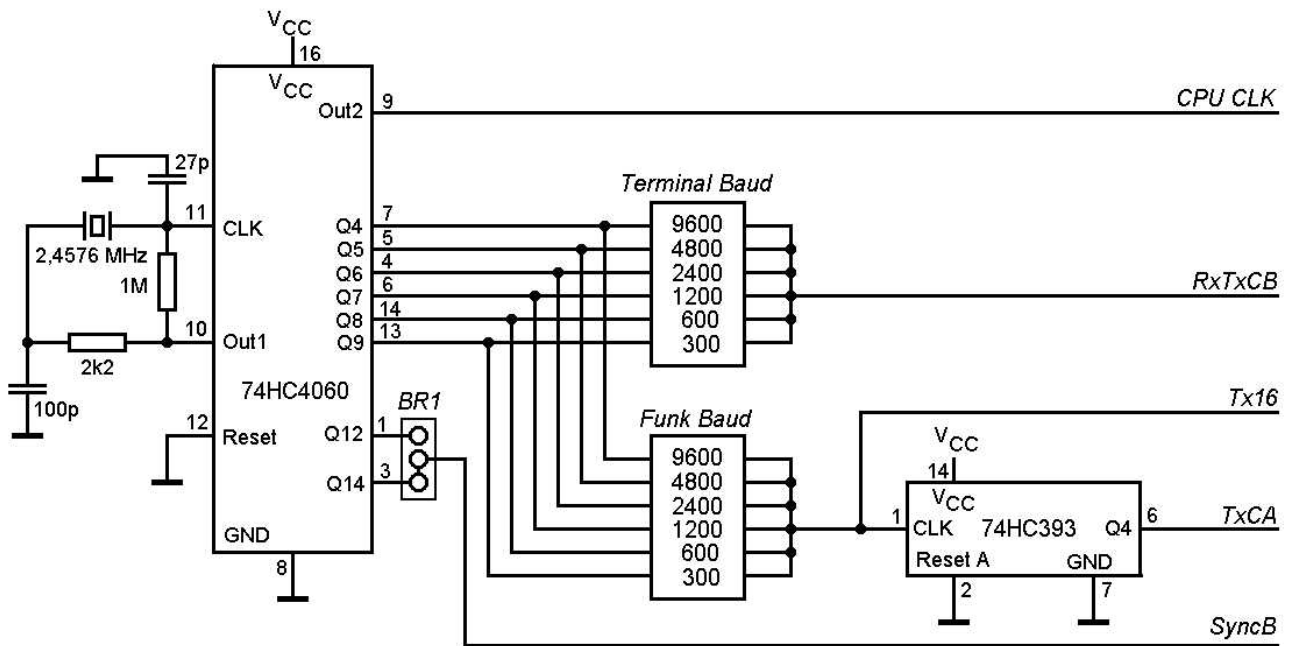 VCC
16
VCC
Out2
9
CPU CLK
27p
11
CLK
2,4576 MHz
1M
10
Out1
2k2
100p
12
Reset
74HC4060
GND
8
Q4
7
Q5
5
Q6
4
Q7
6
Q8
14
Q9
13
Q12
1
Q14
3
BR1
Terminal Baud
9600
4800
2400
1200
600
300
RxTxCB
Funk Baud
9600
4800
2400
1200
600
300
Tx16
VCC
14
VCC
1
CLK
74HC393
Q4
6
TxCA
Reset A
GND
2
7
SyncB